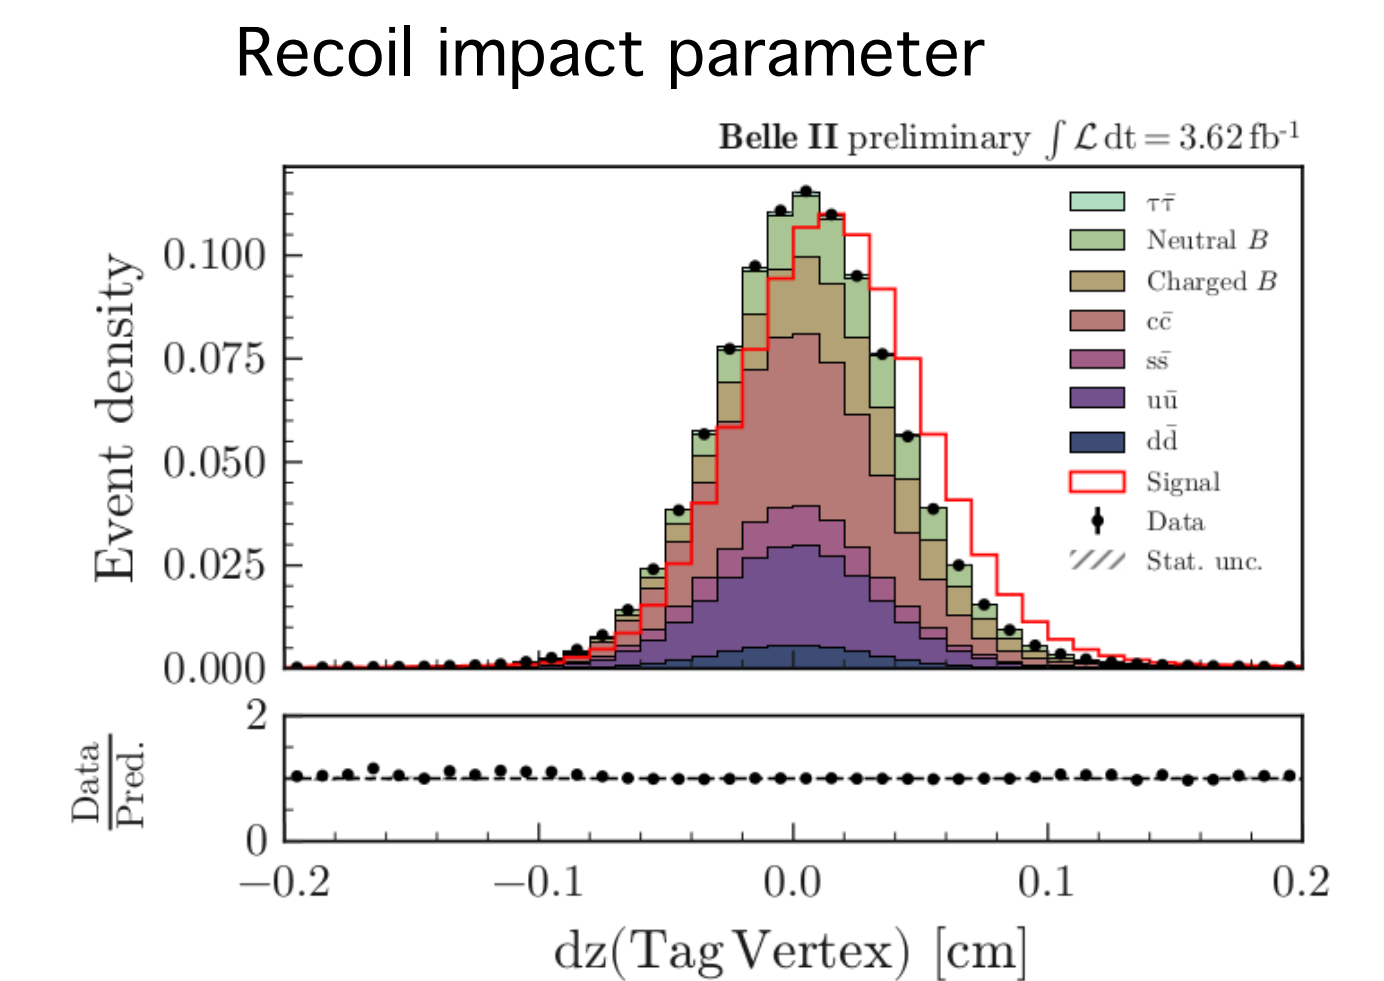 Recoil impact parameter
Belle II preliminary ∫ ℒ dt = 3.62 fb⁻¹
Event density
0.100
0.075
0.050
0.025
0.000
ττ̄
Neutral B
Charged B
cc̄
ss̄
uū
dd̄
Signal
Data
Stat. unc.
Data
Pred.
2
0
−0.2 −0.1 0.0 0.1 0.2
dz(Tag Vertex) [cm]